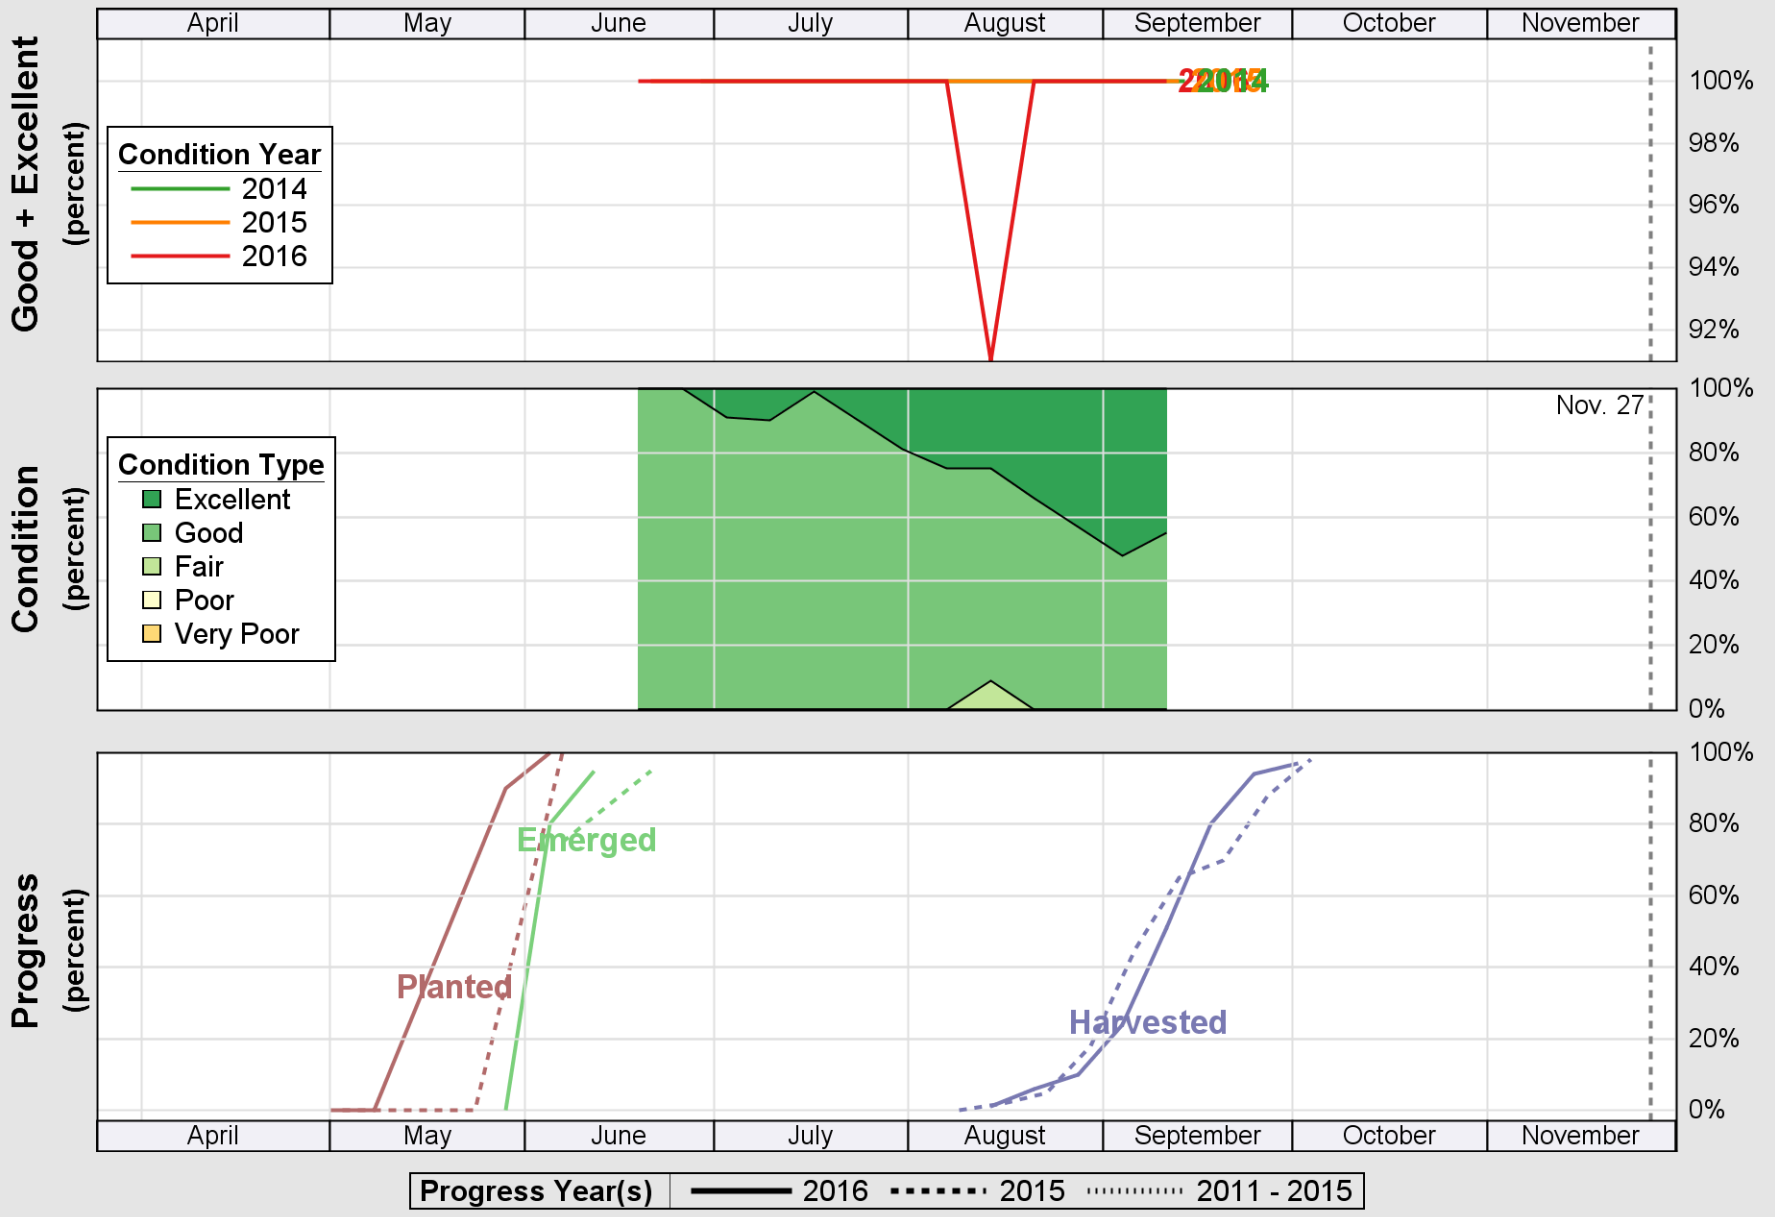 April May June July August September October November
Good + Excellent
(percent)
100%
98%
96%
94%
92%
Condition Year
2014
2015
2016
2014
Condition
(percent)
100%
80%
60%
40%
20%
0%
Nov. 27
Condition Type
Excellent
Good
Fair
Poor
Very Poor
Progress
(percent)
100%
80%
60%
40%
20%
0%
Emerged
Planted
Harvested
April May June July August September October November
Progress Year(s) 2016 2015 2011 - 2015